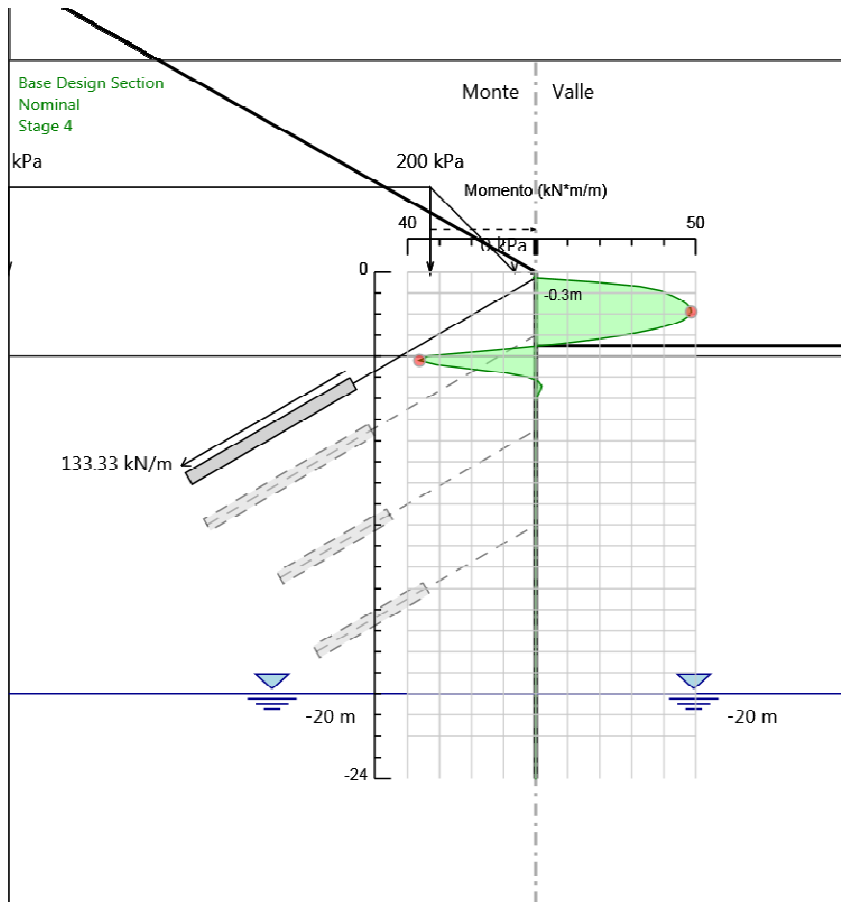 Base Design Section
Nominal
Stage 4
Monte
Valle
kPa
200 kPa
Momento (kN*m/m)
40
50
kPa
0
-0.3m
133.33 kN/m
-20 m
-20 m
-24